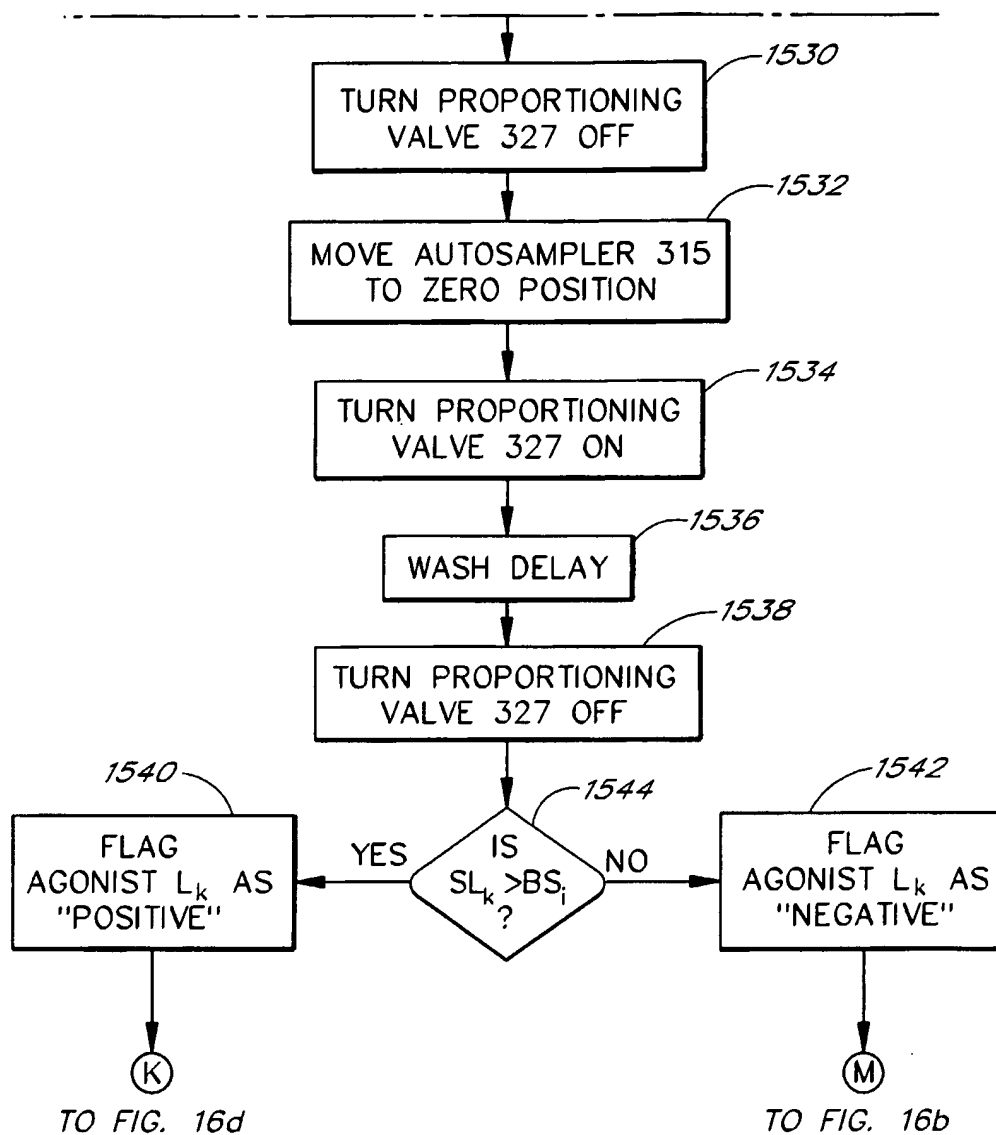 1530
TURN PROPORTIONING
VALVE 327 OFF
1532
MOVE AUTOSAMPLER 315
TO ZERO POSITION
1534
TURN PROPORTIONING
VALVE 327 ON
1536
WASH DELAY
1538
TURN PROPORTIONING
VALVE 327 OFF
1540
FLAG
AGONIST Lₖ AS
"POSITIVE"
YES
1544
IS
SLₖ >BSᵢ
?
NO
1542
FLAG
AGONIST Lₖ AS
"NEGATIVE"
K
TO FIG. 16d
M
TO FIG. 16b